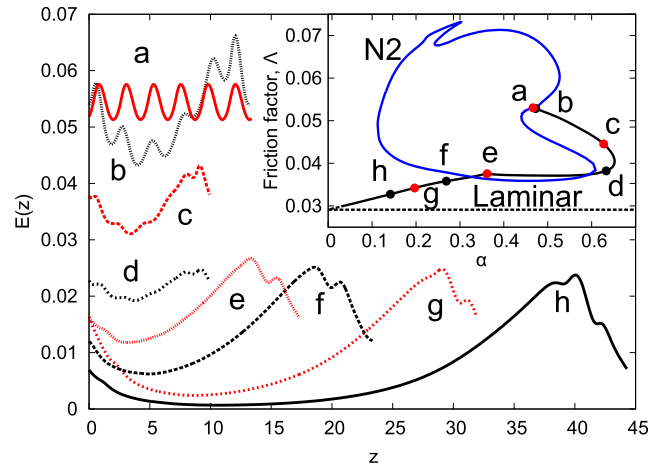 0.07
0.06
0.05
0.04
0.03
0.02
0.01
0
E(z)
0 5 10 15 20 25 30 35 40 45
z
a
b
c
d
e
f
g
h
0.07
0.06
0.05
0.04
0.03
Friction factor, Λ
0 0.1 0.2 0.3 0.4 0.5 0.6 0.7
α
N2
a
b
c
d
e
f
g
h
Laminar